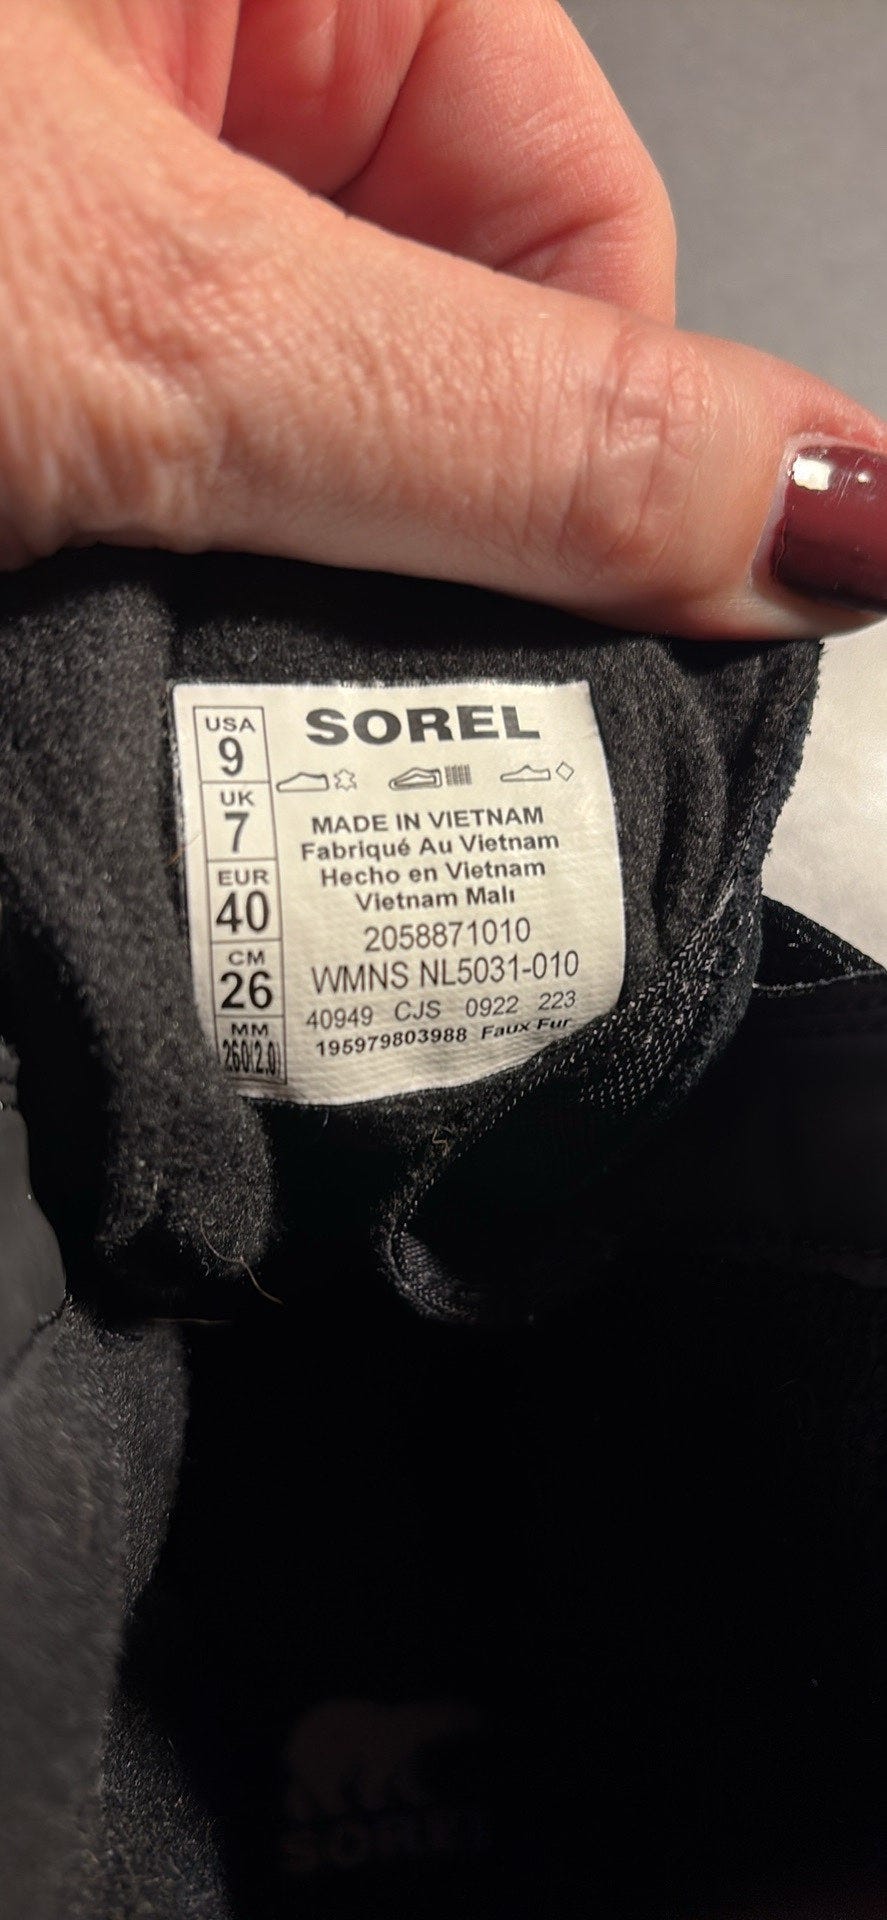 USA
9
UK
7
EUR
40
CM
26
MM
260(2.0)
SOREL
MADE IN VIETNAM
Fabriqué Au Vietnam
Hecho en Vietnam
Vietnam Malı
2058871010
WMNS NL5031-010
40949 CJS 0922 223
195979803988 Faux Fur
SOREL